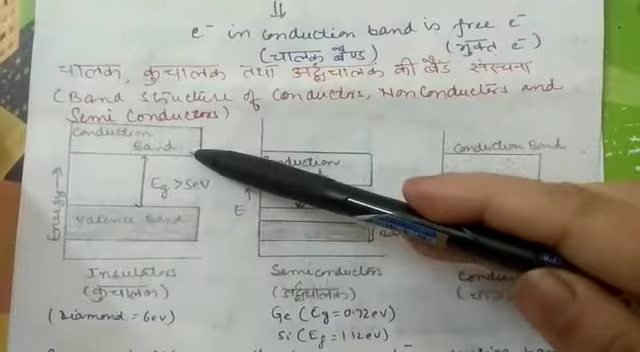 e⁻ in conduction band is free e⁻
(चालक बैण्ड) (मुक्त e⁻)
चालक, कुचालक तथा अर्द्धचालक की बैंड संरचना
(Band Structure of Conductors, Non Conductors and
Semi Conductors)
Conduction
Band
Eg > 5eV
Valence Band
Energy →
Insulators
(कुचालक)
(Diamond = 6eV)
Conduction
E →
Semiconductors
(अर्द्धचालक)
Ge (Eg = 0.72eV)
Si (Eg = 1.12eV)
Conduction Band